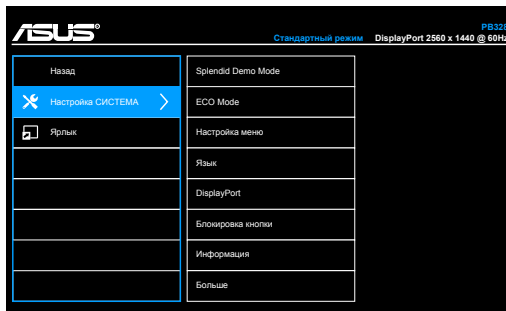 ASUS
PB328
Стандартный режим DisplayPort 2560 x 1440 @ 60Hz
Назад
Настройка СИСТЕМА
Ярлык
Splendid Demo Mode
ECO Mode
Настройка меню
Язык
DisplayPort
Блокировка кнопки
Информация
Больше